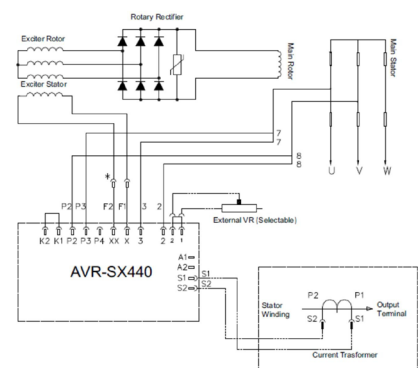 Rotary Rectifier
Exciter Rotor
Exciter Stator
Main Rotor
Main Stator
7
7
8
8
U V W
*
P2 P3 F2 F1 3 2
External VR (Selectable)
K2 K1 P2 P3 P4 XX X 3 2 2 1
AVR-SX440
A1
A2
S1 S1
S2 S2
Stator
Winding
P2 P1
Output
Terminal
S2 S1
Current Trasformer